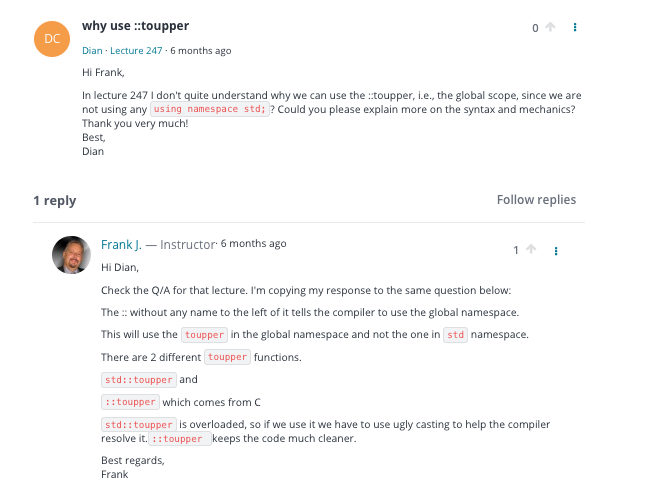 DC
why use ::toupper
0
Dian · Lecture 247 · 6 months ago
Hi Frank,
In lecture 247 I don't quite understand why we can use the ::toupper, i.e., the global scope, since we are
not using any using namespace std;? Could you please explain more on the syntax and mechanics?
Thank you very much!
Best,
Dian
1 reply
Follow replies
Frank J. — Instructor· 6 months ago
1
Hi Dian,
Check the Q/A for that lecture. I'm copying my response to the same question below:
The :: without any name to the left of it tells the compiler to use the global namespace.
This will use the toupper in the global namespace and not the one in std namespace.
There are 2 different toupper functions.
std::toupper and
::toupper which comes from C
std::toupper is overloaded, so if we use it we have to use ugly casting to help the compiler
resolve it. ::toupper keeps the code much cleaner.
Best regards,
Frank